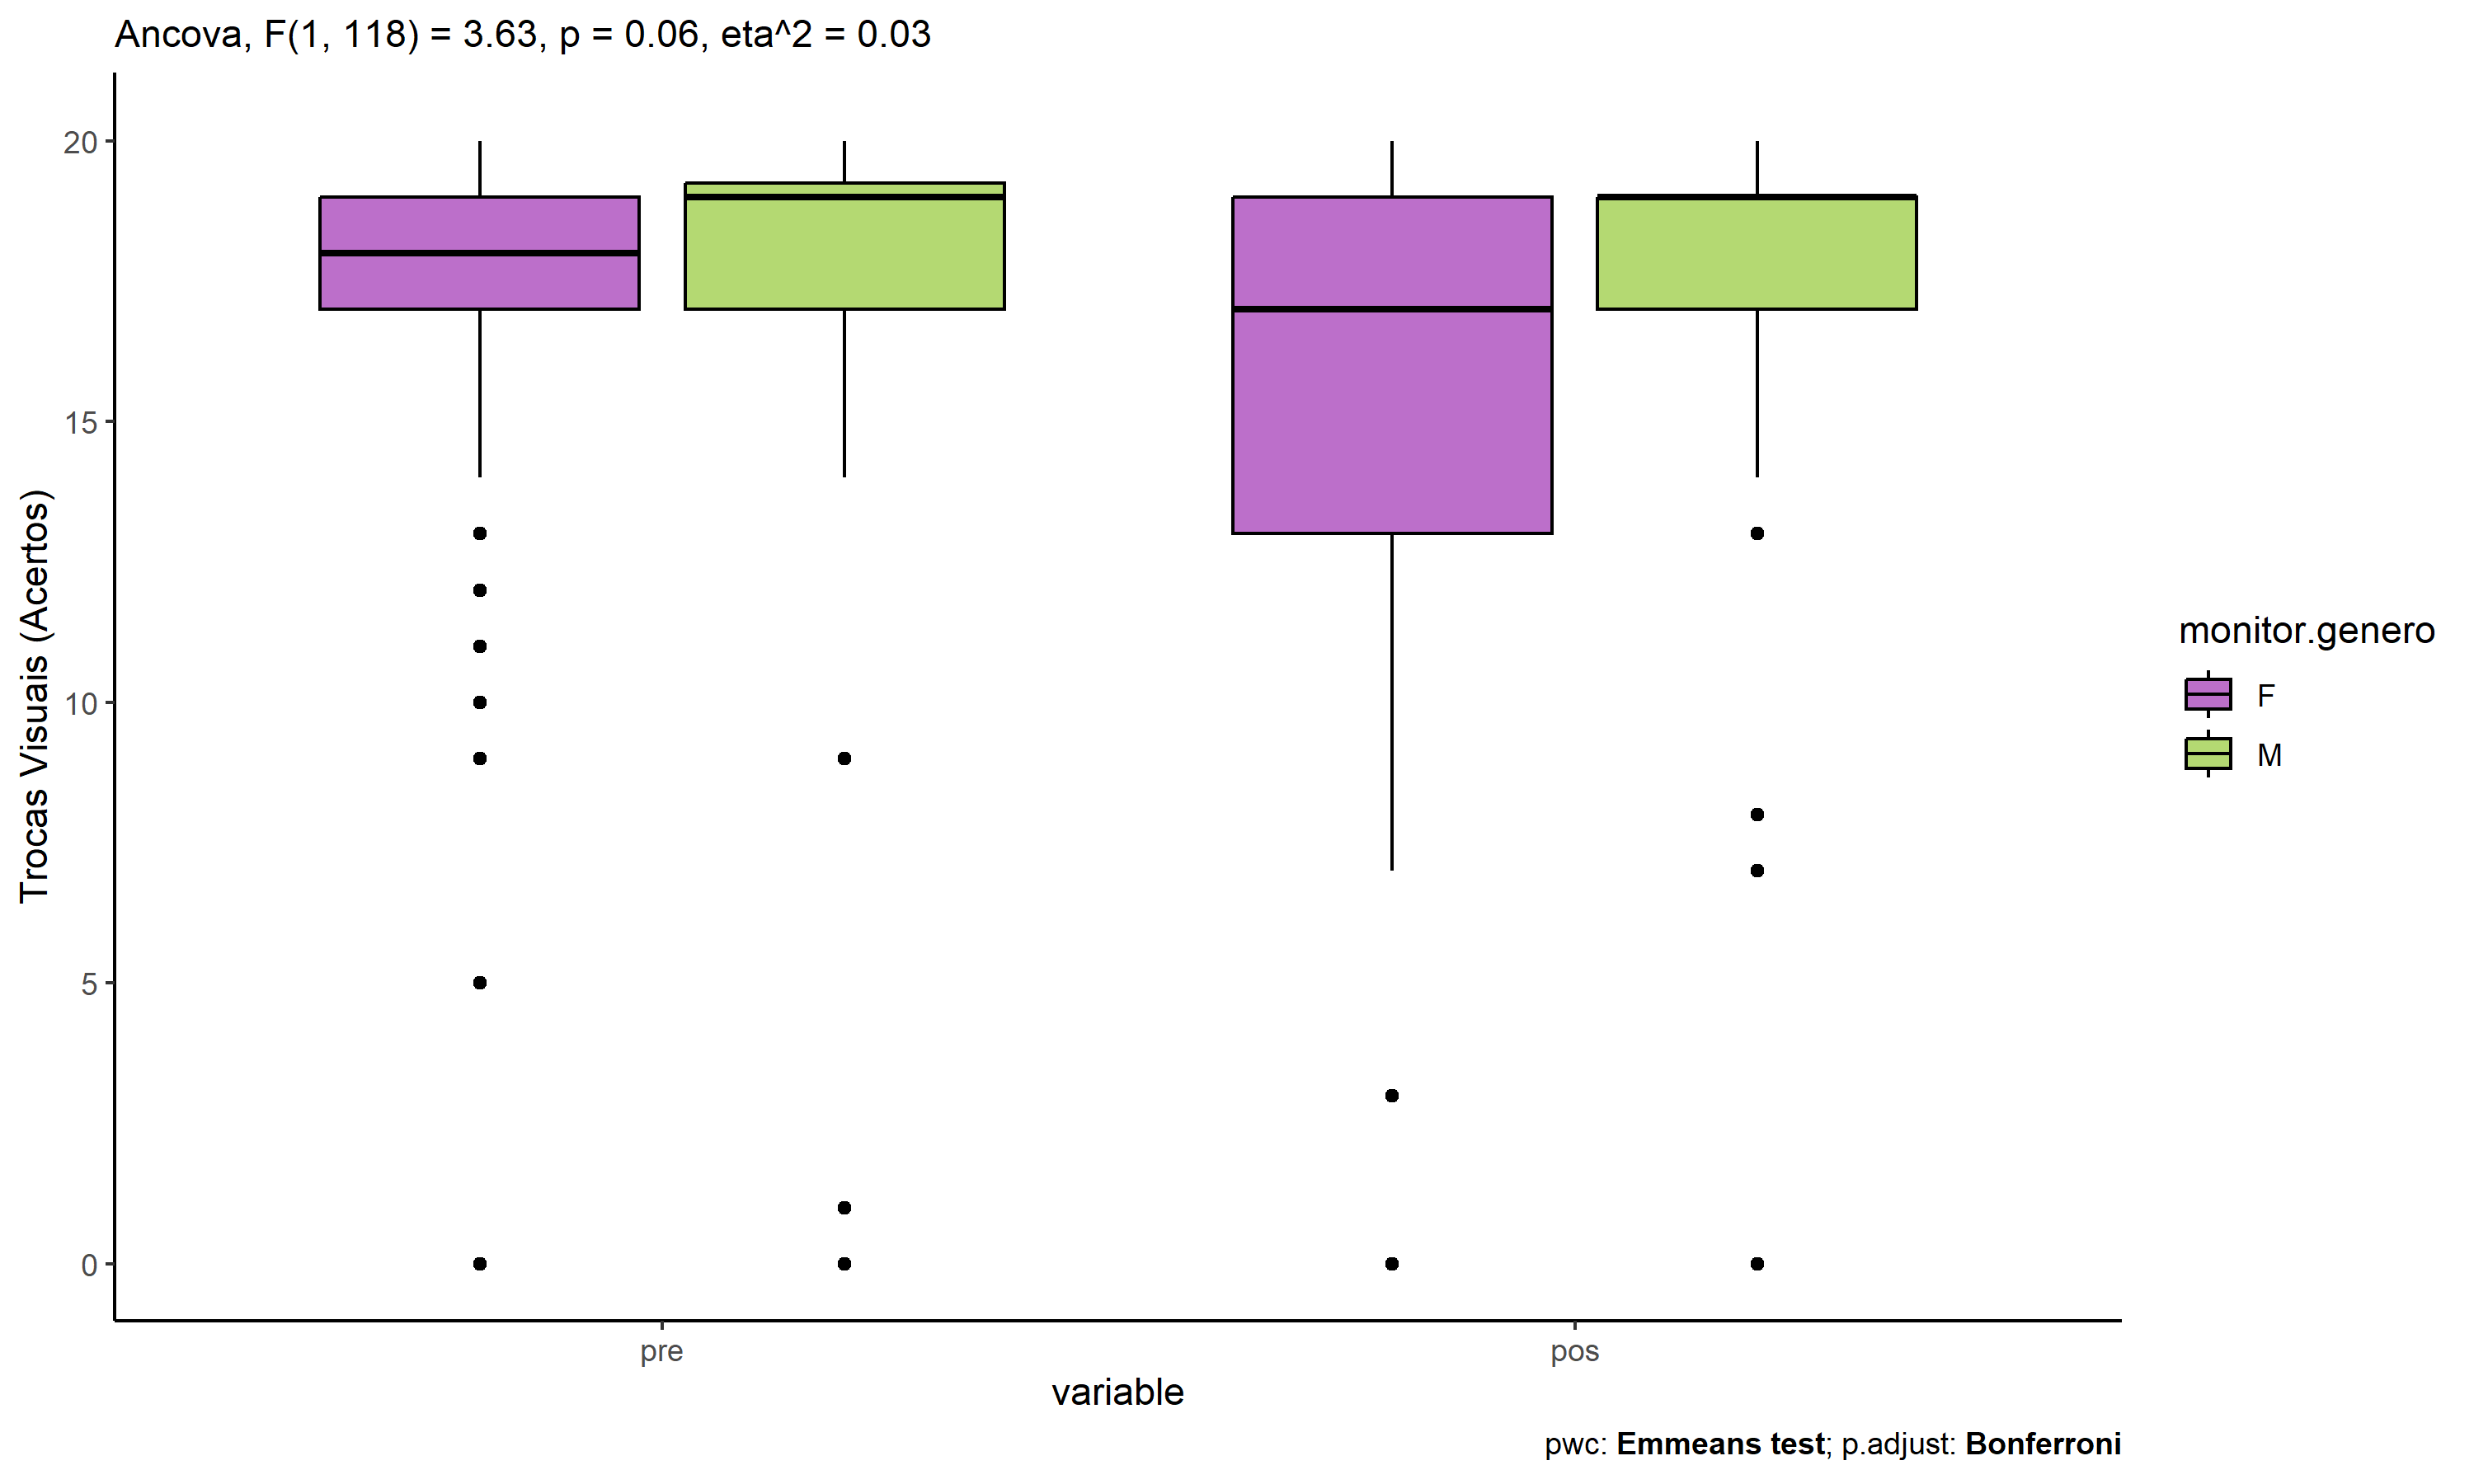 Ancova, F(1, 118) = 3.63, p = 0.06, eta^2 = 0.03
Trocas Visuais (Acertos)
20
15
10
5
0
pre
pos
variable
monitor.genero
F
M
pwc: Emmeans test; p.adjust: Bonferroni